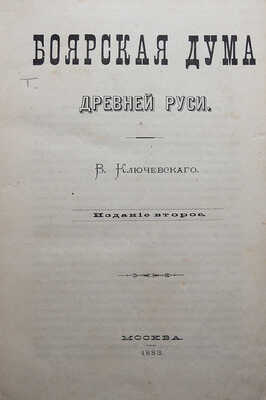 БОЯРСКАЯ ДУМА
Т.
ДРЕВНЕЙ РУСИ.
В. Ключевскаго.
Изданіе второе.
МОСКВА.
1883.